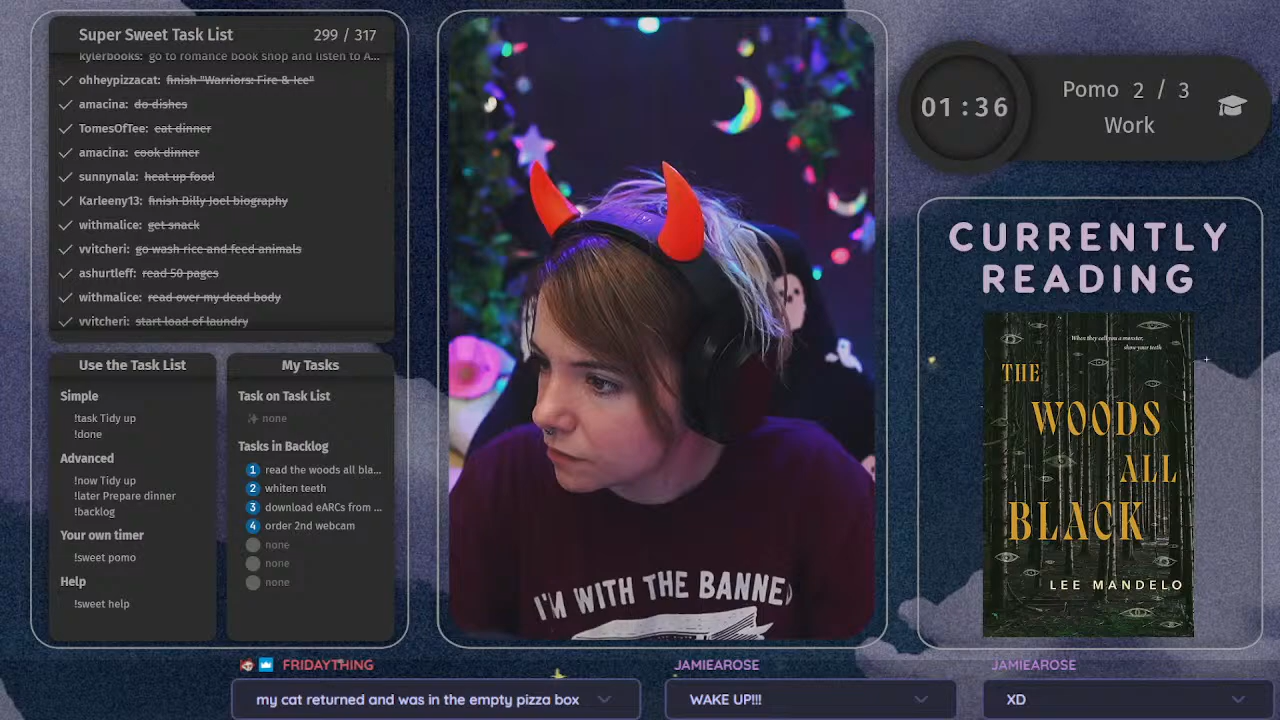 Super Sweet Task List 299 / 317
kylerbooks: go to romance book shop and listen to A...
ohheypizzacat: finish "Warriors: Fire & Ice"
amacina: do dishes
TomesOfTee: eat dinner
amacina: cook dinner
sunnynala: heat up food
Karleeny13: finish Billy Joel biography
withmalice: get snack
vvitcheri: go wash rice and feed animals
ashurtleff: read 50 pages
withmalice: read over my dead body
vvitcheri: start load of laundry
Use the Task List
Simple
!task Tidy up
!done
Advanced
!now Tidy up
!later Prepare dinner
!backlog
Your own timer
!sweet pomo
Help
!sweet help
My Tasks
Task on Task List
none
Tasks in Backlog
1 read the woods all bla...
2 whiten teeth
3 download eARCs from ...
4 order 2nd webcam
none
none
none
I'M WITH THE BANNED
01:36
Pomo 2 / 3
Work
CURRENTLY
READING
When they call you a monster,
show your teeth
THE
WOODS
ALL
BLACK
LEE MANDELO
FRIDAYTHING
my cat returned and was in the empty pizza box
JAMIEAROSE
WAKE UP!!!
JAMIEAROSE
XD